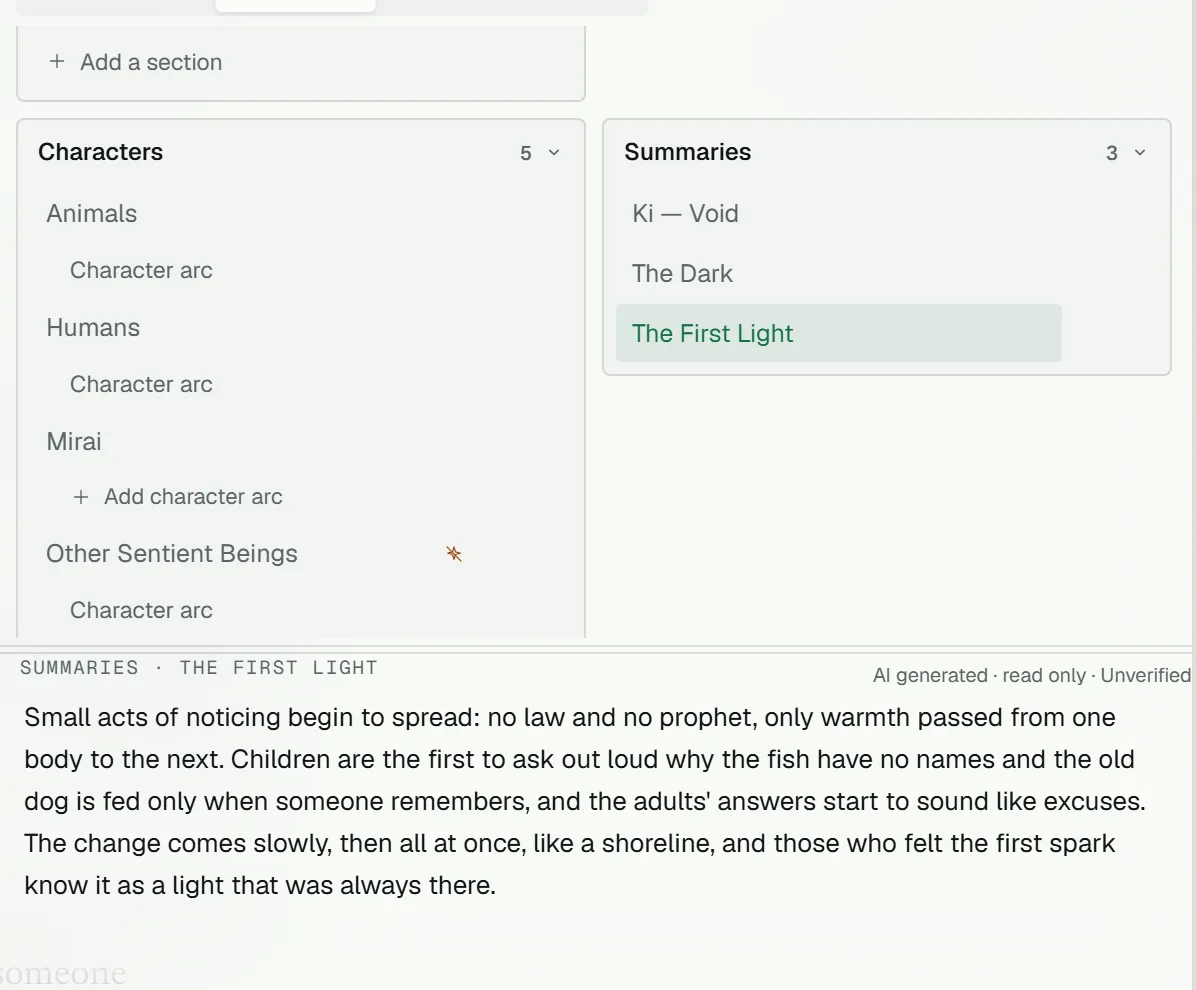 + Add a section
Characters 5
Animals
Character arc
Humans
Character arc
Mirai
+ Add character arc
Other Sentient Beings
Character arc
Summaries 3
Ki — Void
The Dark
The First Light
SUMMARIES · THE FIRST LIGHT
AI generated · read only · Unverified
Small acts of noticing begin to spread: no law and no prophet, only warmth passed from one
body to the next. Children are the first to ask out loud why the fish have no names and the old
dog is fed only when someone remembers, and the adults' answers start to sound like excuses.
The change comes slowly, then all at once, like a shoreline, and those who felt the first spark
know it as a light that was always there.
someone